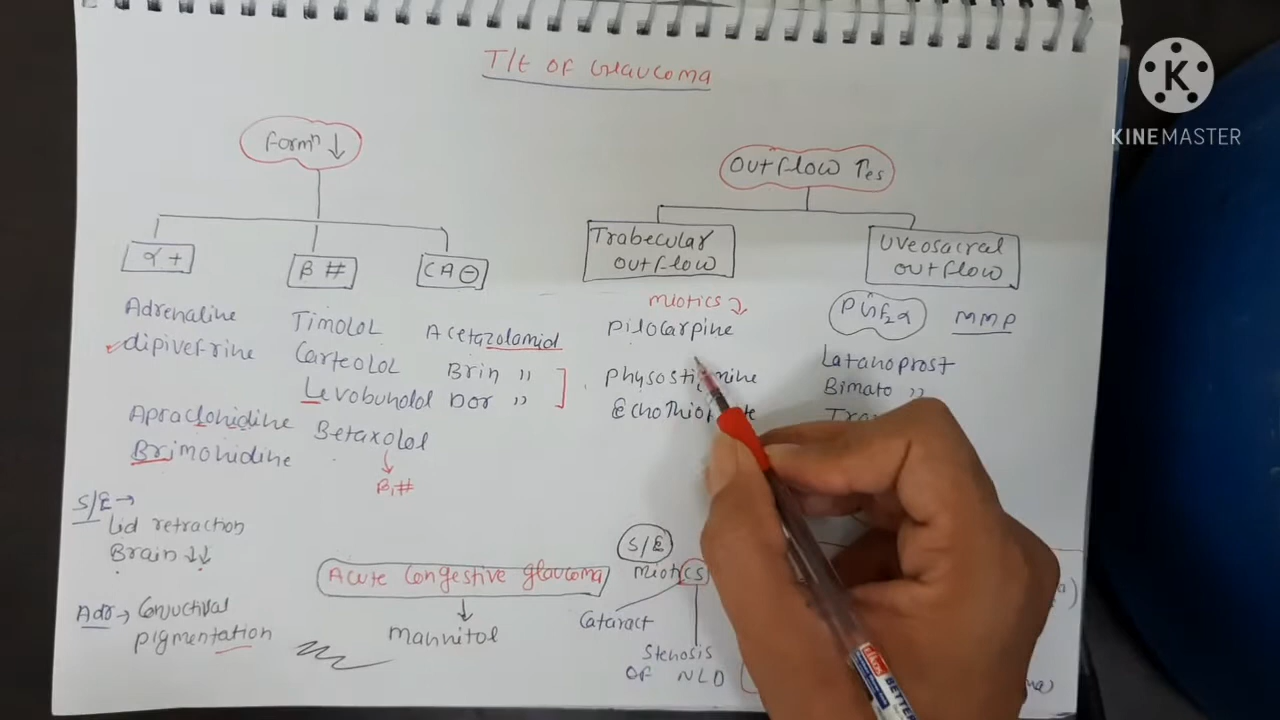 T/t OF Glaucoma
K
KINEMASTER
Formⁿ ↓
α +
β #
CA ⊖
Adrenaline
dipivefrine
Apraclonidine
Brimonidine
Timolol
Carteolol
Levobunolol
Betaxolol
β₁#
Acetazolamid
Brin "
Dor "
S/E →
Lid retraction
Brain ↓↓
Adr → Conjuctival
pigmentation
Acute congestive glaucoma
Mannitol
OutFlow ↑es
Trabecular
outflow
Miotics
Pilocarpine
Physostigmine
Uveosacral
outflow
PGF₂α MMP
Latanoprost
Bimato "
S/E
Miotics
Cataract
Stenosis
OF NLD